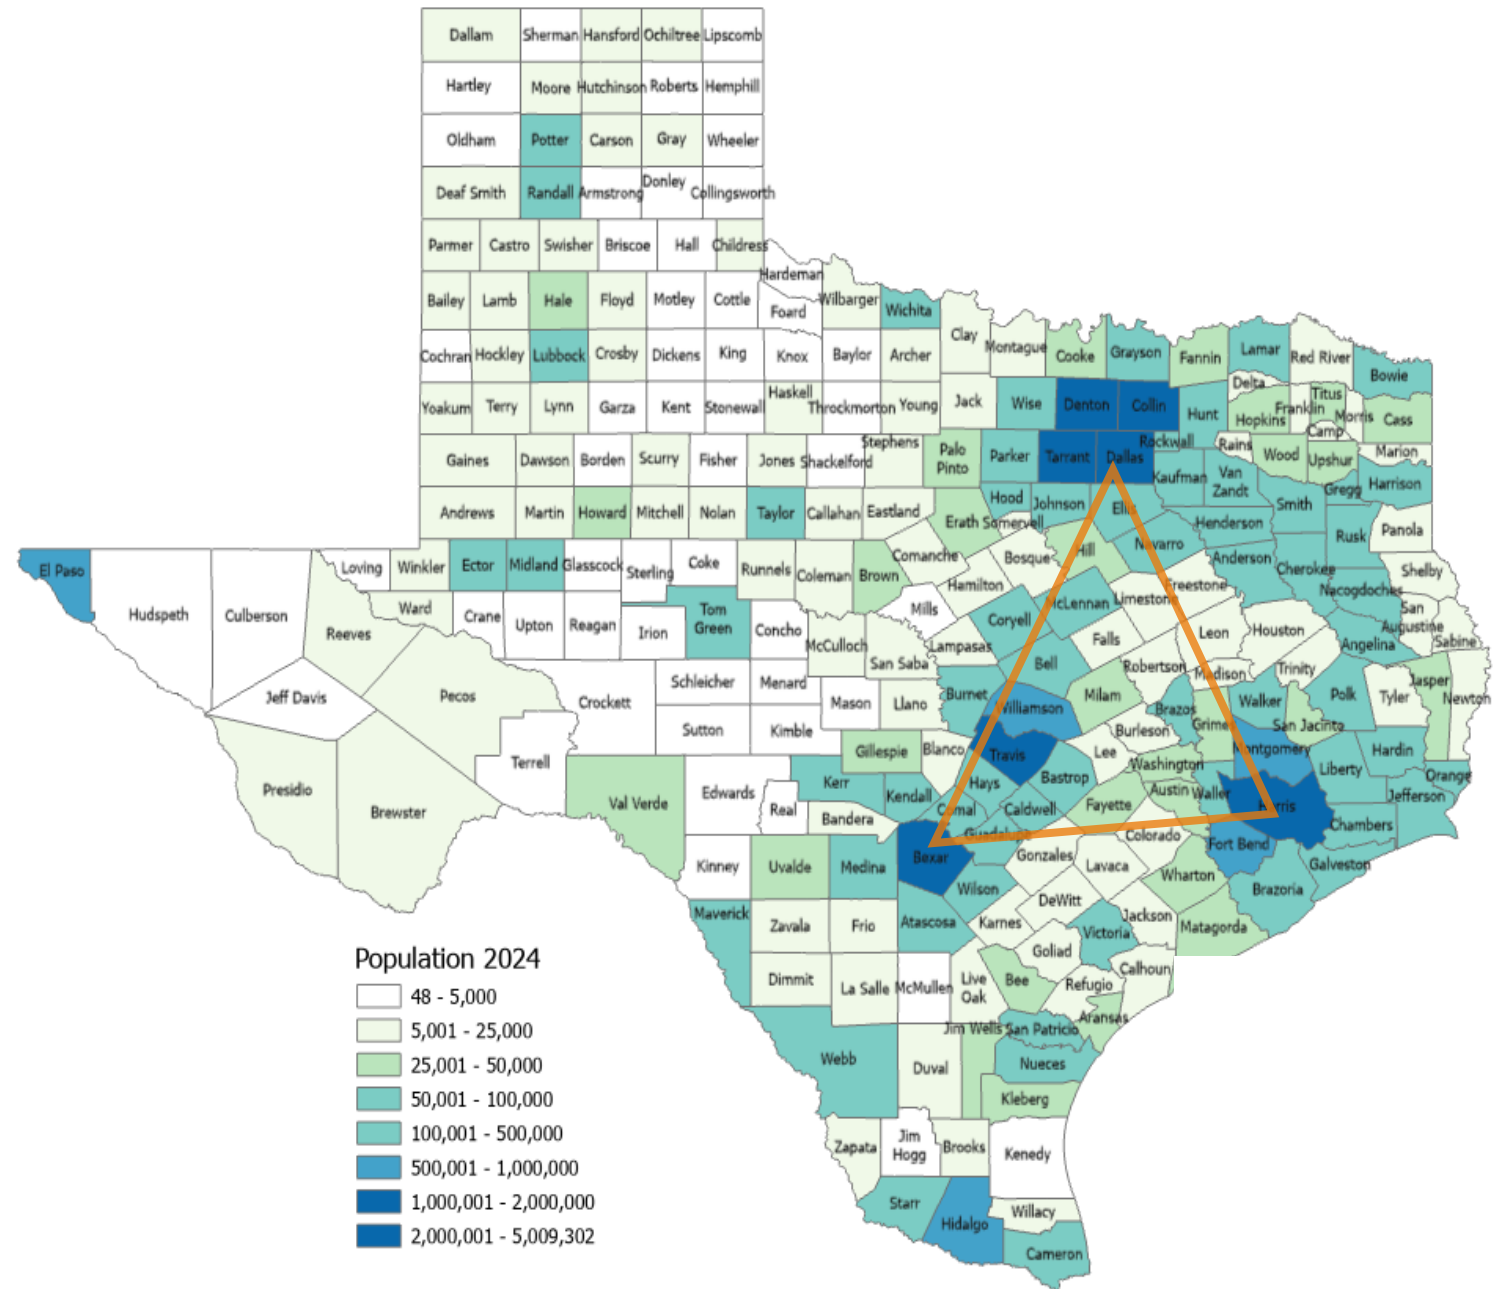 Dallam Sherman Hansford Ochiltree Lipscomb
Hartley Moore Hutchinson Roberts Hemphill
Oldham Potter Carson Gray Wheeler
Deaf Smith Randall Armstrong Donley Collingsworth
Parmer Castro Swisher Briscoe Hall Childress
Hardeman
Bailey Lamb Hale Floyd Motley Cottle Foard Wilbarger Wichita
Clay Montague Cooke Grayson Fannin Lamar Red River Bowie
Cochran Hockley Lubbock Crosby Dickens King Knox Baylor Archer
Delta Titus
Yoakum Terry Lynn Garza Kent Stonewall Haskell Throckmorton Young Jack Wise Denton Collin Hunt Hopkins Franklin Morris Cass
Camp
Gaines Dawson Borden Scurry Fisher Jones Shackelford Stephens Palo
Pinto Parker Tarrant Dallas Rockwall Rains Wood Upshur Marion
Kaufman Van
Zandt Smith Gregg Harrison
Andrews Martin Howard Mitchell Nolan Taylor Callahan Eastland Erath Somervell Hood Johnson Ellis Henderson Rusk Panola
El Paso Hudspeth Culberson Loving Winkler Ector Midland Glasscock Sterling Coke Runnels Coleman Brown Comanche Bosque Hill Navarro Anderson Cherokee Nacogdoches Shelby
Hamilton Freestone
Reeves Ward Crane Upton Reagan Irion Tom
Green Concho McCulloch San Saba Mills Lampasas Coryell McLennan Limestone Falls Leon Houston Angelina San
Augustine Sabine
Jeff Davis Pecos Crockett Schleicher Menard Mason Llano Burnet Bell Milam Robertson Madison Trinity Walker Polk Tyler Jasper Newton
Sutton Kimble Williamson Brazos Grimes San Jacinto
Presidio Brewster Terrell Val Verde Edwards Real Kerr Gillespie Blanco Travis Hays Bastrop Lee Burleson Washington Montgomery Liberty Hardin Orange
Bandera Kendall Comal Caldwell Fayette Austin Waller Harris Chambers Jefferson
Kinney Uvalde Medina Bexar Guadalupe Gonzales Lavaca Colorado Fort Bend Galveston
Wilson Wharton Brazoria
Maverick Zavala Frio Atascosa Karnes DeWitt Victoria Jackson Matagorda
Goliad
Dimmit La Salle McMullen Live
Oak Bee Refugio Calhoun
Jim Wells San Patricio Aransas
Webb Duval Nueces
Kleberg
Zapata Jim
Hogg Brooks Kenedy
Starr Hidalgo Willacy
Cameron
Population 2024
48 - 5,000
5,001 - 25,000
25,001 - 50,000
50,001 - 100,000
100,001 - 500,000
500,001 - 1,000,000
1,000,001 - 2,000,000
2,000,001 - 5,009,302